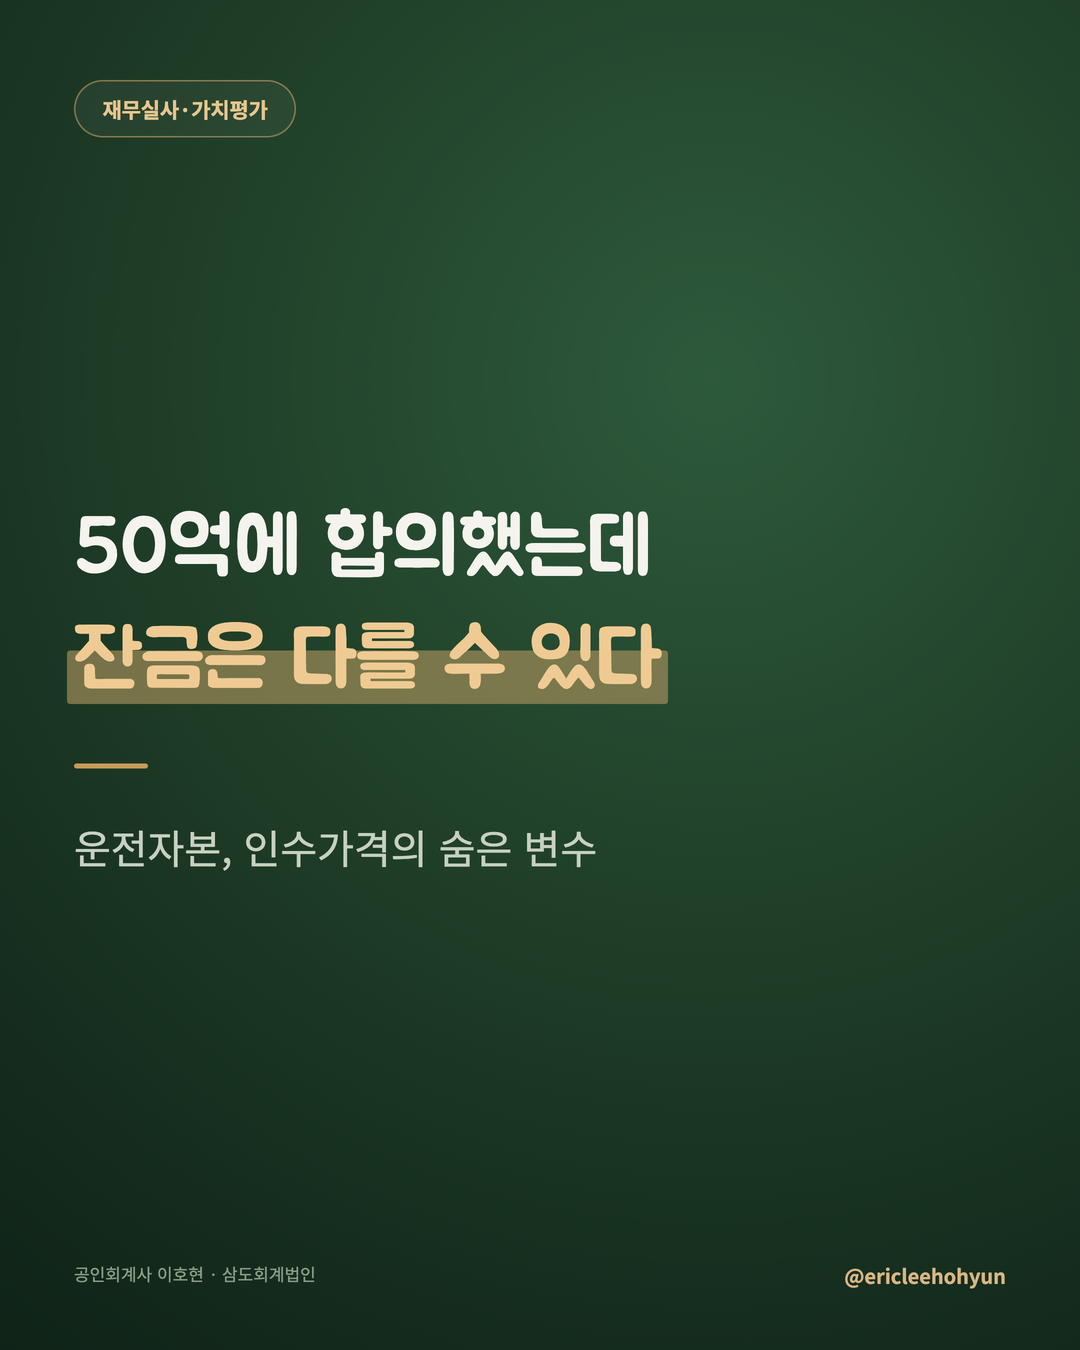 재무실사·가치평가
50억에 합의했는데
잔금은 다를 수 있다
운전자본, 인수가격의 숨은 변수
공인회계사 이호현 · 삼도회계법인
@ericleehohyun